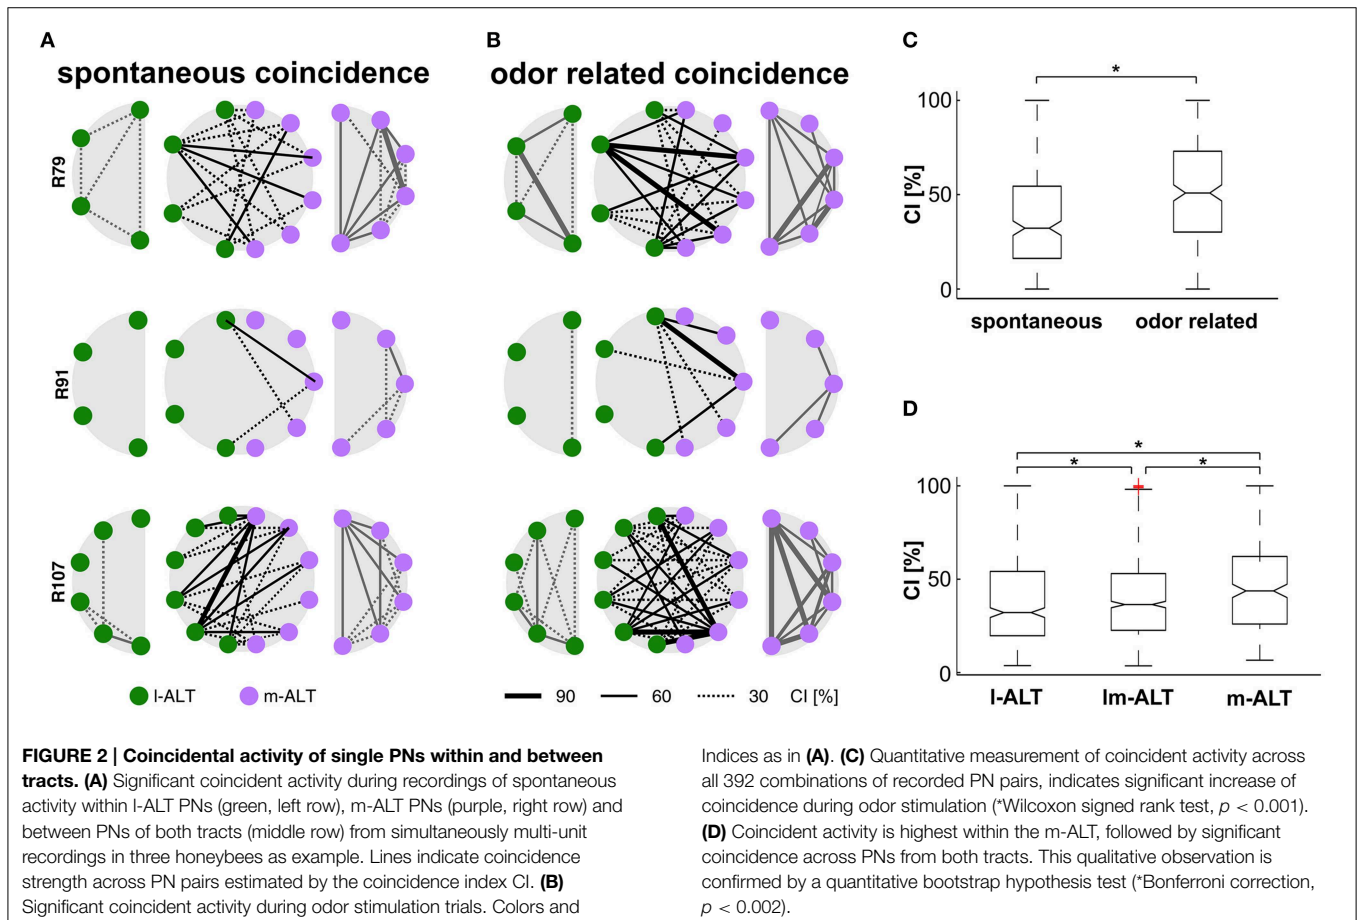 A
spontaneous coincidence
R79
R91
R107
l-ALT
m-ALT
B
odor related coincidence
90
60
30
CI [%]
C
*
100
50
0
CI [%]
spontaneous
odor related
D
*
*
*
100
50
0
CI [%]
l-ALT
lm-ALT
m-ALT
FIGURE 2 | Coincidental activity of single PNs within and between
tracts. (A) Significant coincident activity during recordings of spontaneous
activity within l-ALT PNs (green, left row), m-ALT PNs (purple, right row) and
between PNs of both tracts (middle row) from simultaneously multi-unit
recordings in three honeybees as example. Lines indicate coincidence
strength across PN pairs estimated by the coincidence index CI. (B)
Significant coincident activity during odor stimulation trials. Colors and
Indices as in (A). (C) Quantitative measurement of coincident activity across
all 392 combinations of recorded PN pairs, indicates significant increase of
coincidence during odor stimulation (*Wilcoxon signed rank test, p < 0.001).
(D) Coincident activity is highest within the m-ALT, followed by significant
coincidence across PNs from both tracts. This qualitative observation is
confirmed by a quantitative bootstrap hypothesis test (*Bonferroni correction,
p < 0.002).